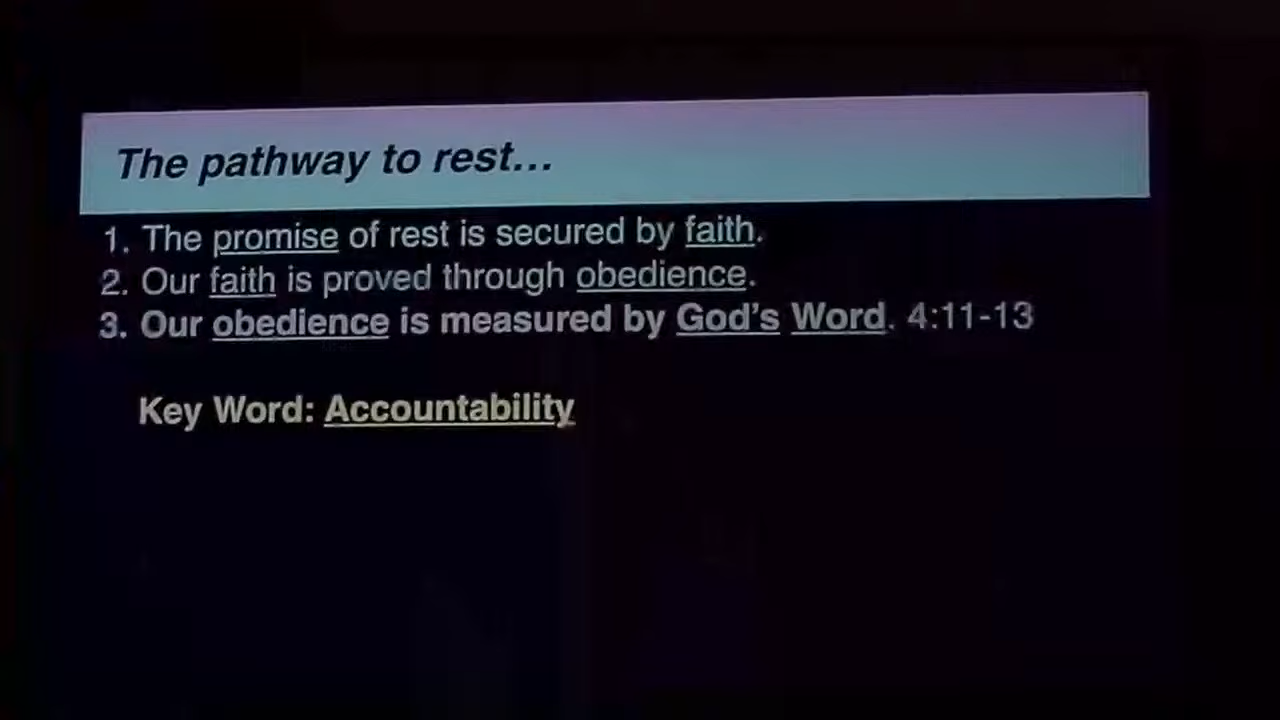 The pathway to rest...
1. The promise of rest is secured by faith.
2. Our faith is proved through obedience.
3. Our obedience is measured by God's Word. 4:11-13
Key Word: Accountability